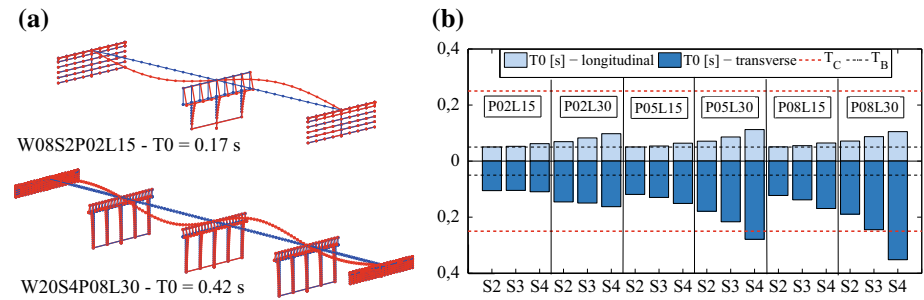 (a)
W08S2P02L15 - T0 = 0.17 s
W20S4P08L30 - T0 = 0.42 s
(b)
0,4
T0 [s] – longitudinal T0 [s] – transverse T_C T_B
P02L15 P02L30 P05L15 P05L30 P08L15 P08L30
0,2
0
0,2
0,4
S2 S3 S4 S2 S3 S4 S2 S3 S4 S2 S3 S4 S2 S3 S4 S2 S3 S4